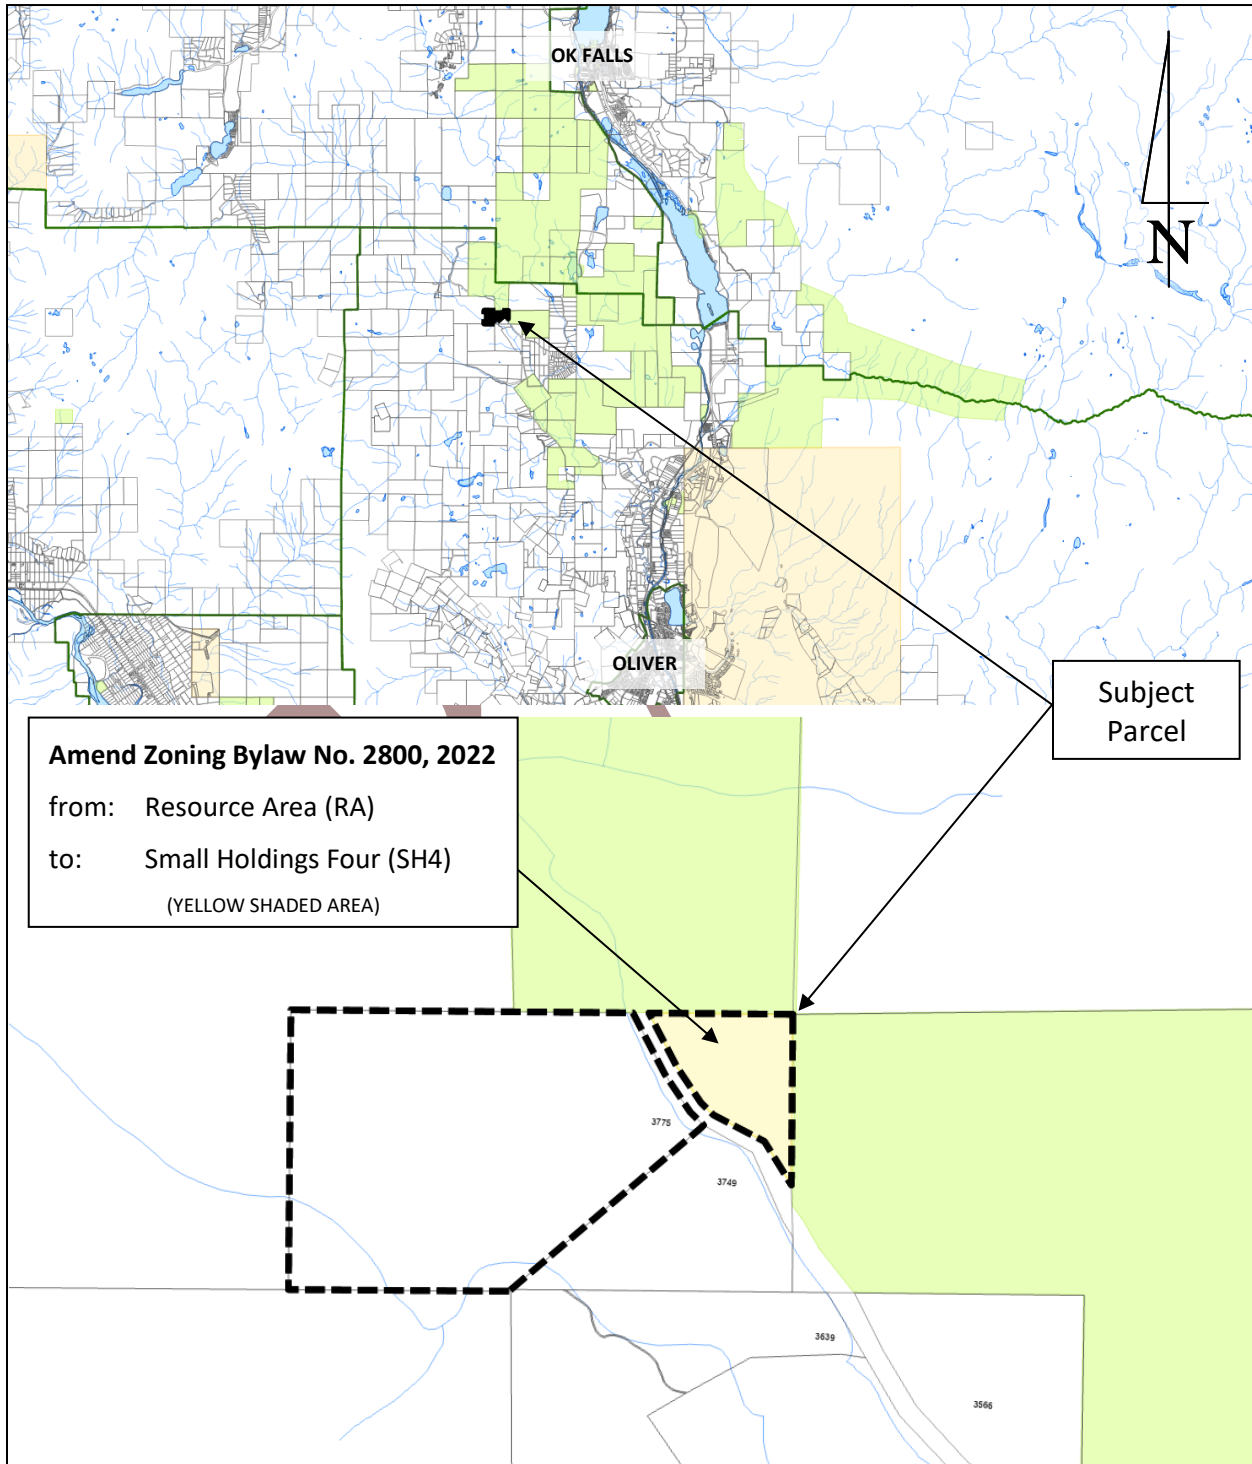 OK FALLS
N
OLIVER
Subject
Parcel
Amend Zoning Bylaw No. 2800, 2022
from: Resource Area (RA)
to: Small Holdings Four (SH4)
(YELLOW SHADED AREA)
3775
3749
3639
3566